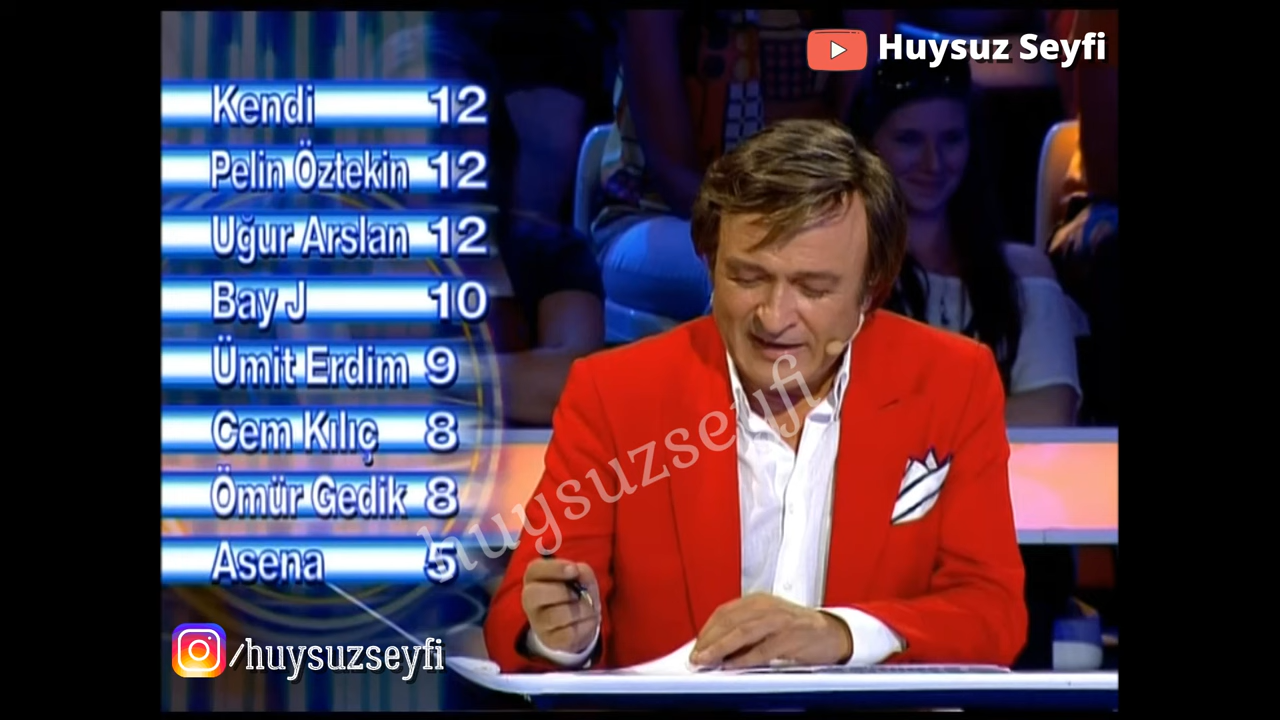 Huysuz Seyfi
Kendi 12
Pelin Öztekin 12
Uğur Arslan 12
Bay J 10
Ümit Erdim 9
Cem Kılıç 8
Ömür Gedik 8
Asena 5
huysuzseyfi
/huysuzseyfi